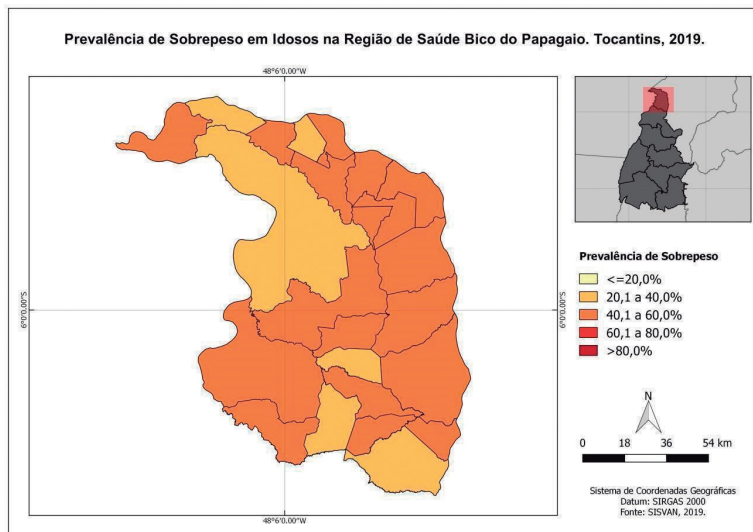 Prevalência de Sobrepeso em Idosos na Região de Saúde Bico do Papagaio. Tocantins, 2019.
48°6'0.00"W
6°0'0.00"S
6°0'0.00"S
48°6'0.00"W
Prevalência de Sobrepeso
<=20,0%
20,1 a 40,0%
40,1 a 60,0%
60,1 a 80,0%
>80,0%
N
0 18 36 54 km
Sistema de Coordenadas Geográficas
Datum: SIRGAS 2000
Fonte: SISVAN, 2019.